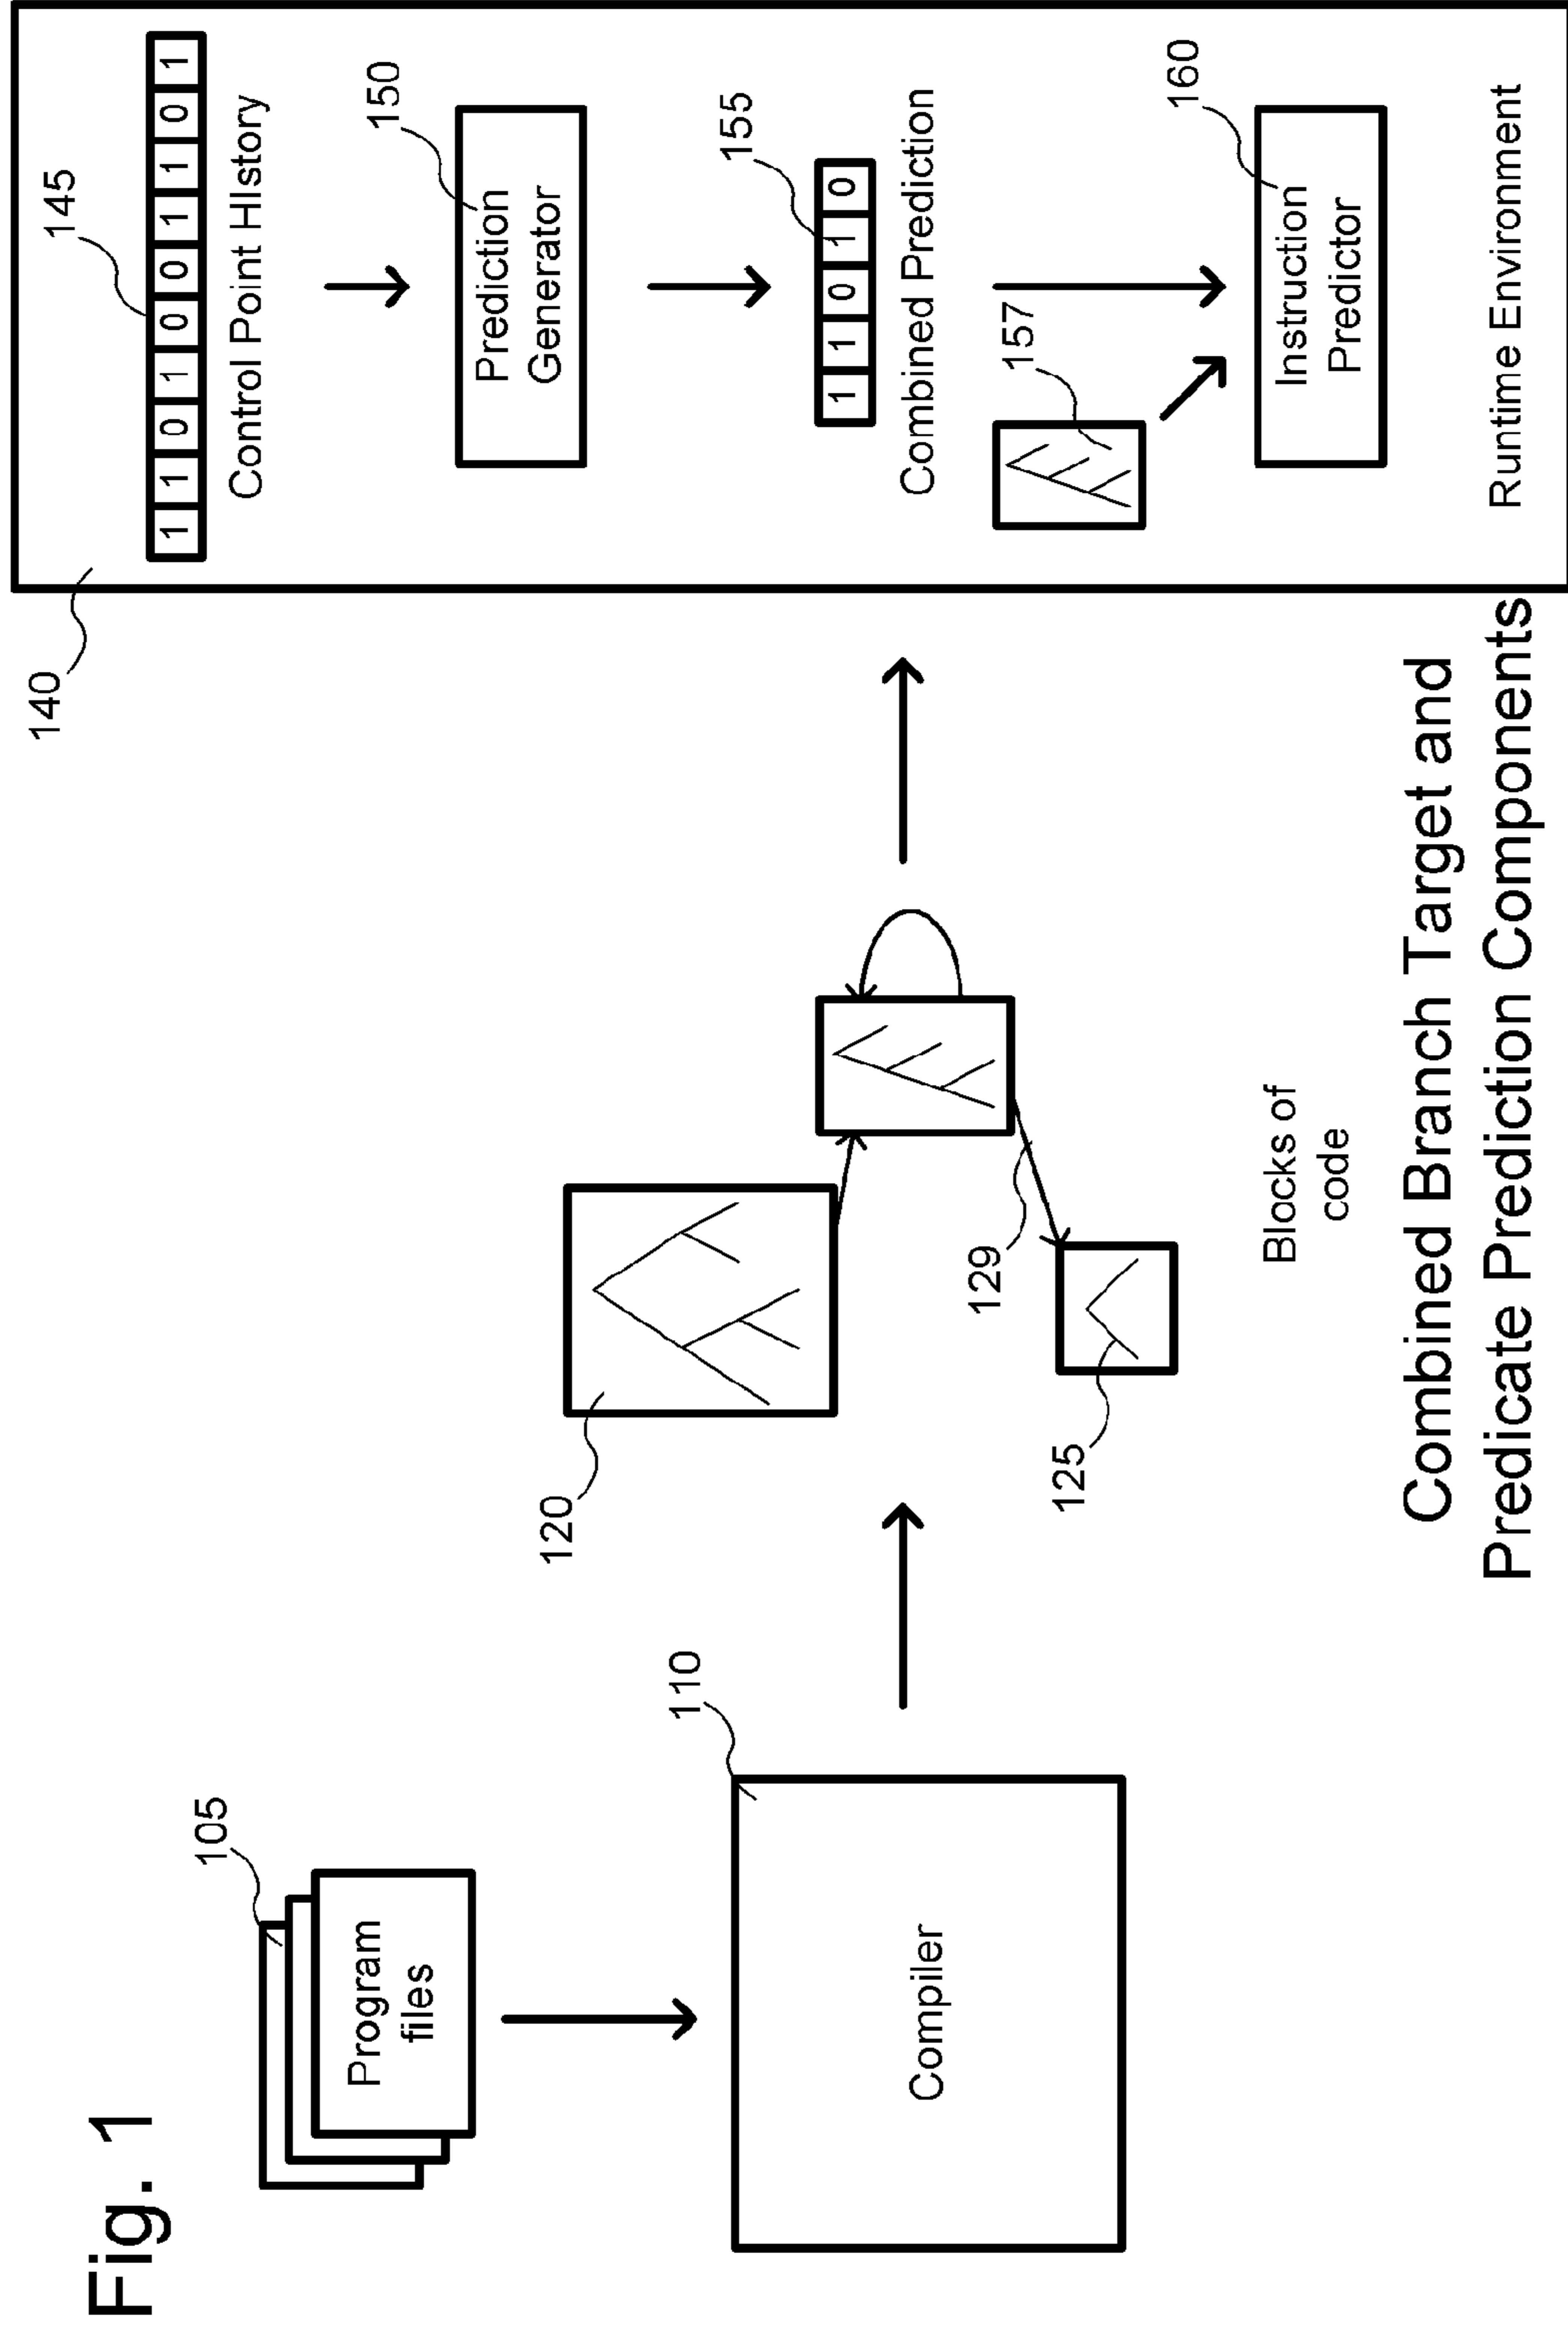 Fig. 1
105
Program
files
110
Compiler
120
125
129
Blocks of
code
140
145
1 1 0 1 0 0 1 1 0 1
Control Point HIstory
150
Prediction
Generator
155
1 1 0 1 0
Combined Prediction
157
160
Instruction
Predictor
Runtime Environment
Combined Branch Target and
Predicate Prediction Components